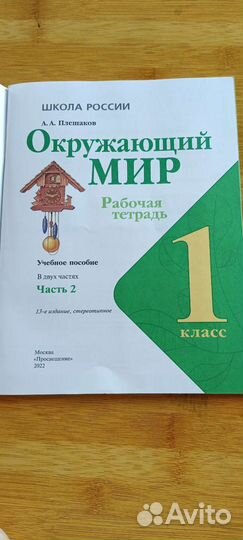 ШКОЛА РОССИИ
А. А. Плешаков
Окружающий
МИР
Рабочая
тетрадь
1
класс
Учебное пособие
В двух частях
Часть 2
13-е издание, стереотипное
Москва
«Просвещение»
2022
Avito